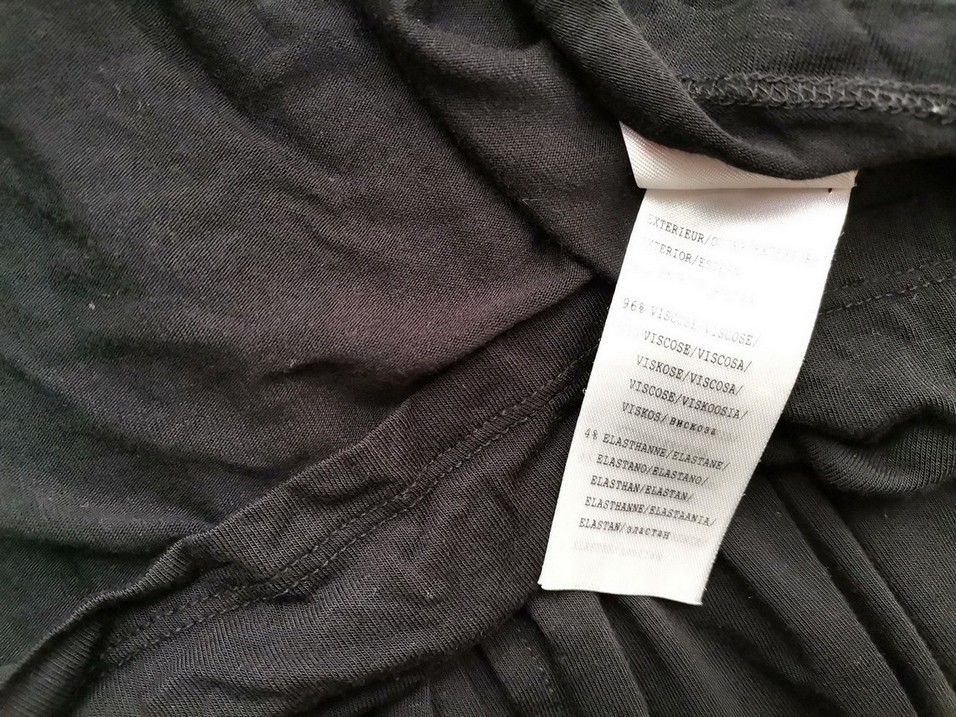 EXTERIEUR/
TERIOR/
96% VISCOSE/VISCOSE/
VISCOSE/VISCOSA/
VISKOSE/VISCOSA/
VISCOSE/VISKOOSIA/
VISKOS/вискоза
4% ELASTHANNE/ELASTANE/
ELASTANO/ELASTANO/
ELASTHAN/ELASTAN/
ELASTHANNE/ELASTAANIA/
ELASTAN/эластан